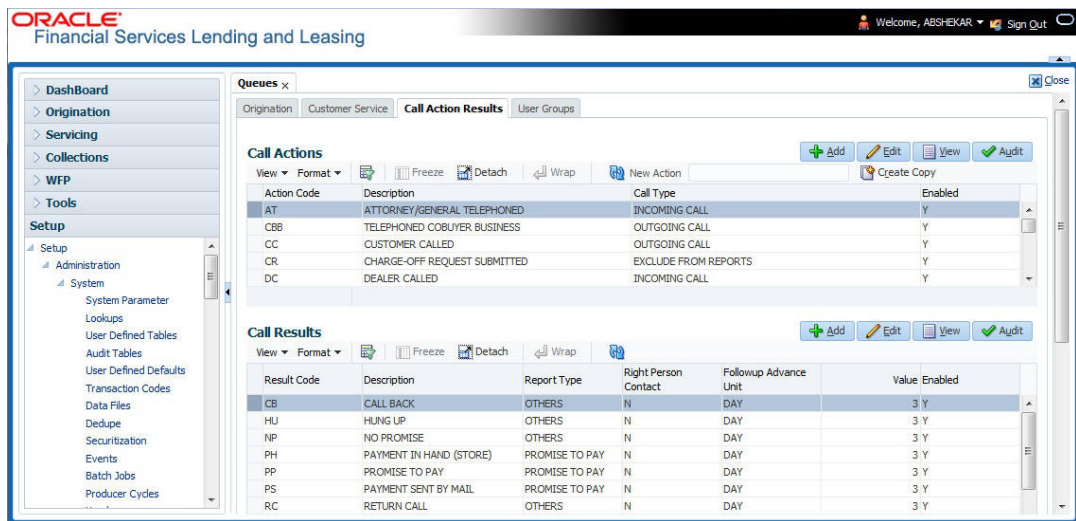 ORACLE
Financial Services Lending and Leasing
Welcome, ABSHEKAR Sign Out
DashBoard
Origination
Servicing
Collections
WFP
Tools
Setup
Setup
Administration
System
System Parameter
Lookups
User Defined Tables
Audit Tables
User Defined Defaults
Transaction Codes
Data Files
Dedupe
Securitization
Events
Batch Jobs
Producer Cycles
Queues x
Close
Origination Customer Service Call Action Results User Groups
Call Actions
Add Edit View Audit
View Format Freeze Detach Wrap New Action Create Copy
Action Code Description Call Type Enabled
AT ATTORNEY/GENERAL TELEPHONED INCOMING CALL Y
CBB TELEPHONED COBUYER BUSINESS OUTGOING CALL Y
CC CUSTOMER CALLED OUTGOING CALL Y
CR CHARGE-OFF REQUEST SUBMITTED EXCLUDE FROM REPORTS Y
DC DEALER CALLED INCOMING CALL Y
Call Results
Add Edit View Audit
View Format Freeze Detach Wrap
Result Code Description Report Type Right Person Contact Followup Advance Unit Value Enabled
CB CALL BACK OTHERS N DAY 3 Y
HU HUNG UP OTHERS N DAY 3 Y
NP NO PROMISE OTHERS N DAY 3 Y
PH PAYMENT IN HAND (STORE) PROMISE TO PAY N DAY 3 Y
PP PROMISE TO PAY PROMISE TO PAY N DAY 3 Y
PS PAYMENT SENT BY MAIL PROMISE TO PAY N DAY 3 Y
RC RETURN CALL OTHERS N DAY 3 Y